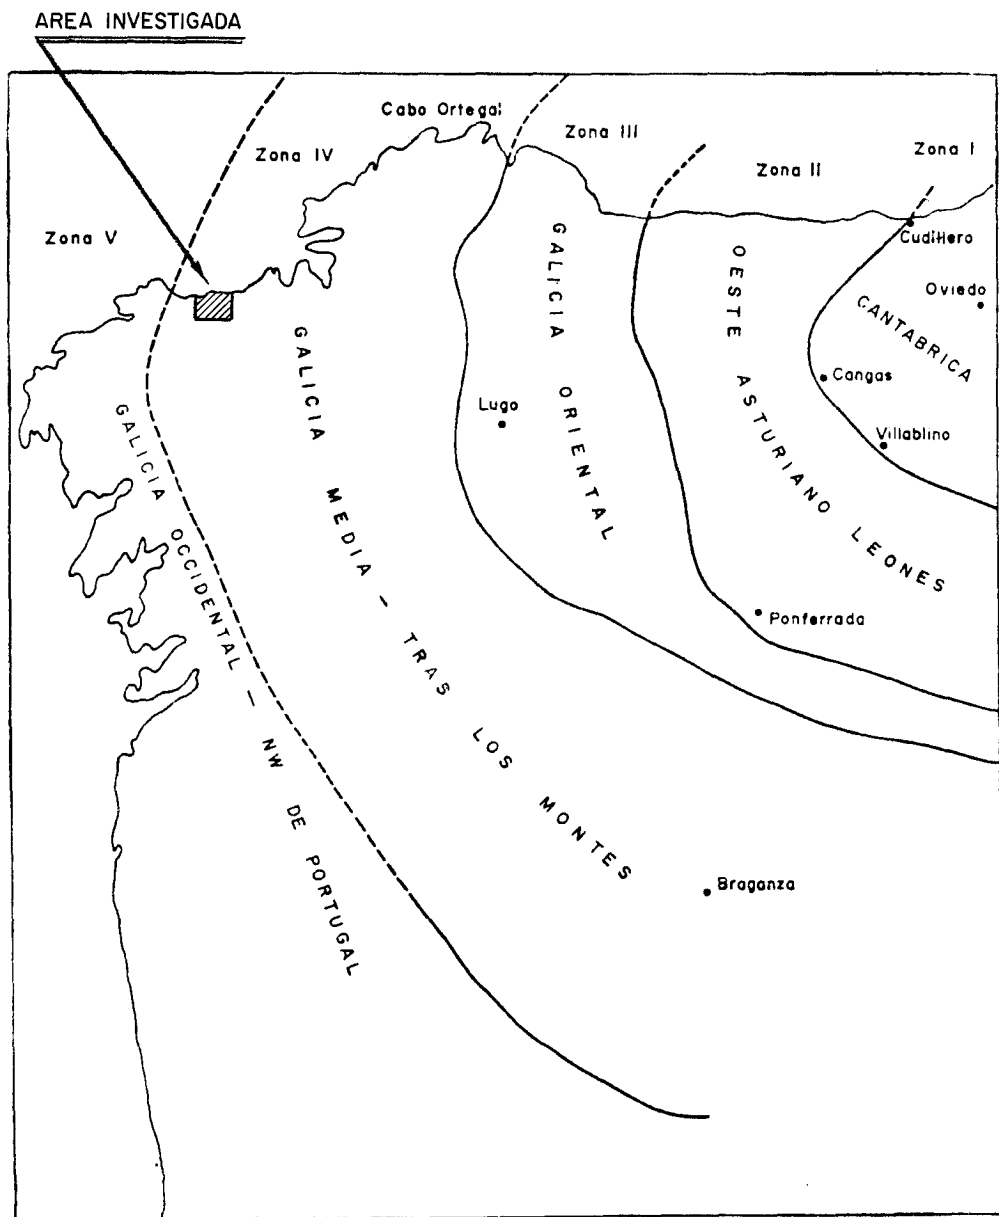 AREA INVESTIGADA
Cabo Ortegal
Zona III
Zona I
Zona IV
Zona II
Zona V
Cudillero
Oviedo
CANTABRICA
Cangas
Villablino
OESTE ASTURIANO LEONES
GALICIA ORIENTAL
Lugo
GALICIA MEDIA - TRAS LOS MONTES
GALICIA OCCIDENTAL - NW DE PORTUGAL
Ponferrada
Braganza